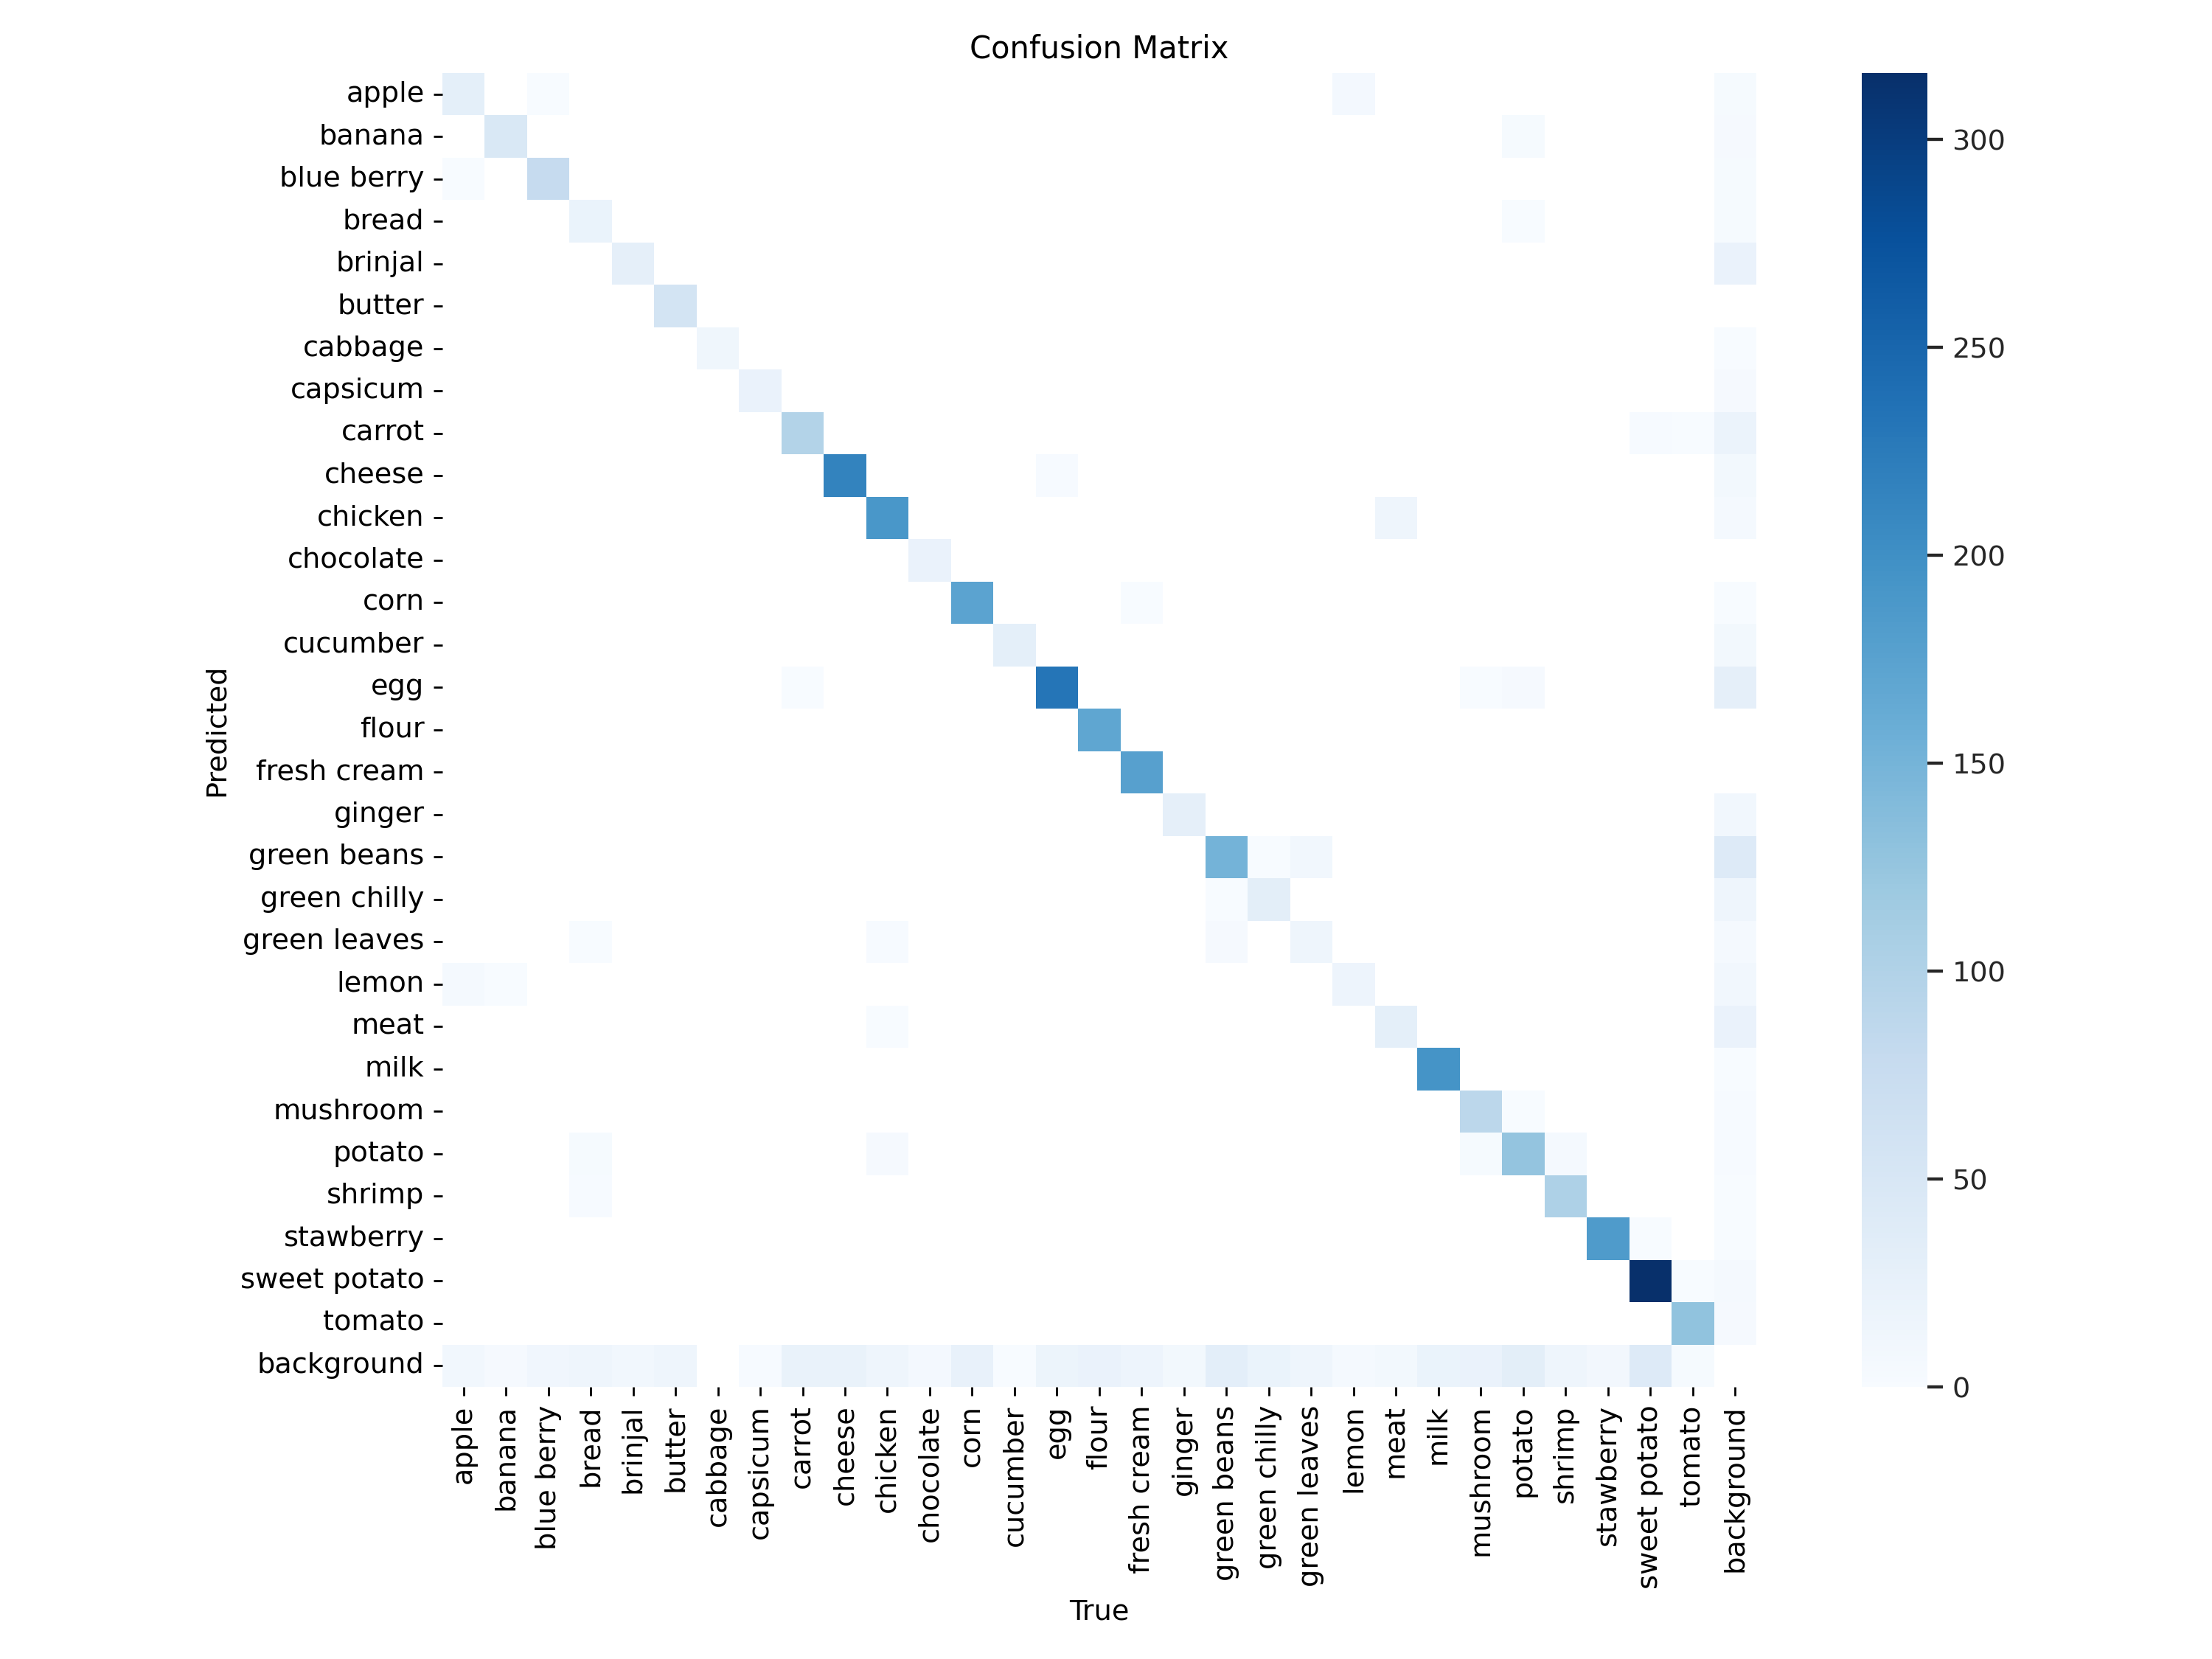 Confusion Matrix
Predicted
apple
banana
blue berry
bread
brinjal
butter
cabbage
capsicum
carrot
cheese
chicken
chocolate
corn
cucumber
egg
flour
fresh cream
ginger
green beans
green chilly
green leaves
lemon
meat
milk
mushroom
potato
shrimp
stawberry
sweet potato
tomato
background
apple
banana
blue berry
bread
brinjal
butter
cabbage
capsicum
carrot
cheese
chicken
chocolate
corn
cucumber
egg
flour
fresh cream
ginger
green beans
green chilly
green leaves
lemon
meat
milk
mushroom
potato
shrimp
stawberry
sweet potato
tomato
background
True
300
250
200
150
100
50
0